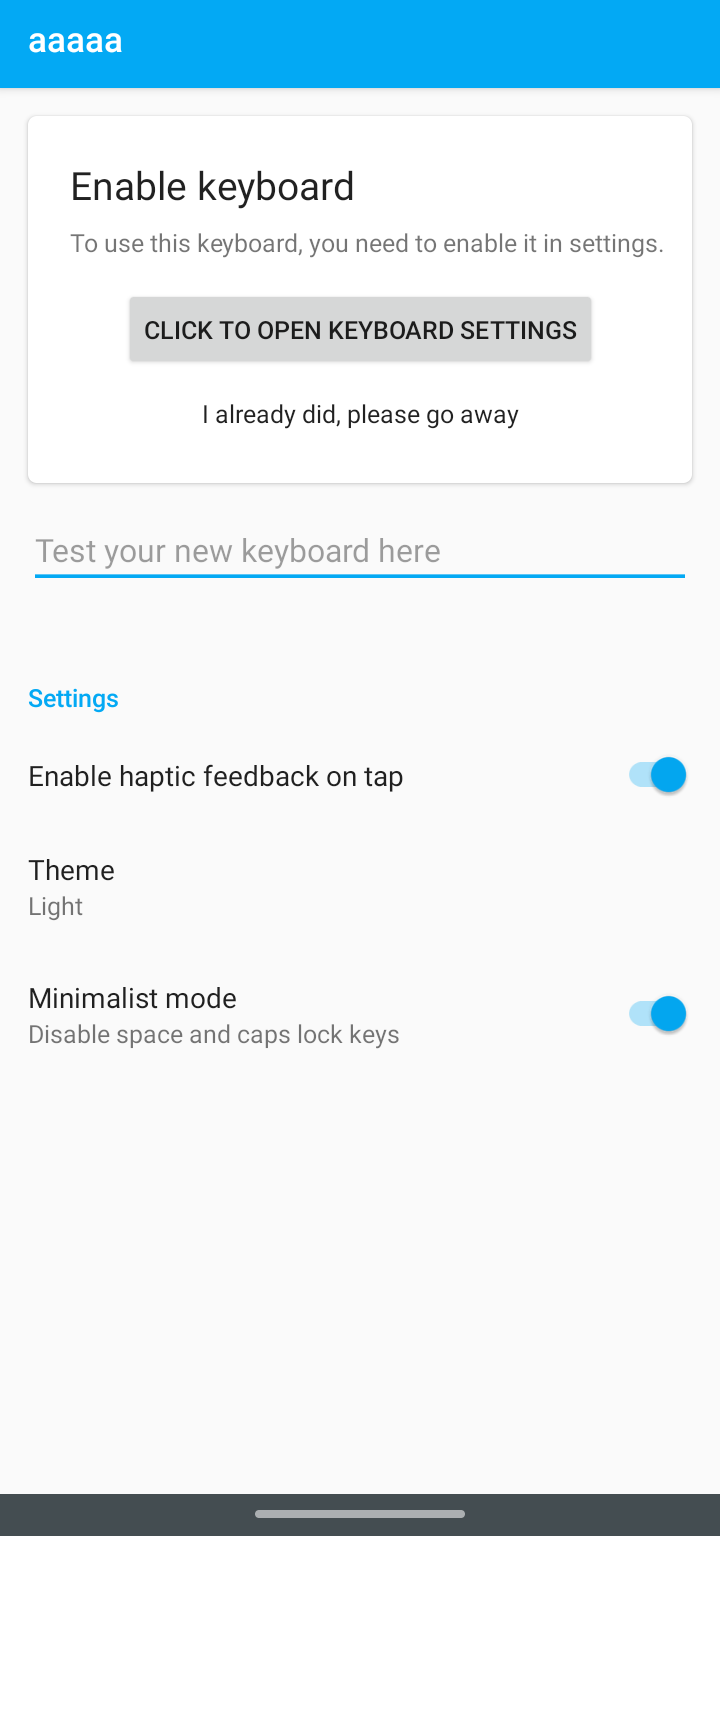 aaaaa
Enable keyboard
To use this keyboard, you need to enable it in settings.
CLICK TO OPEN KEYBOARD SETTINGS
I already did, please go away
Test your new keyboard here
Settings
Enable haptic feedback on tap
Theme
Light
Minimalist mode
Disable space and caps lock keys